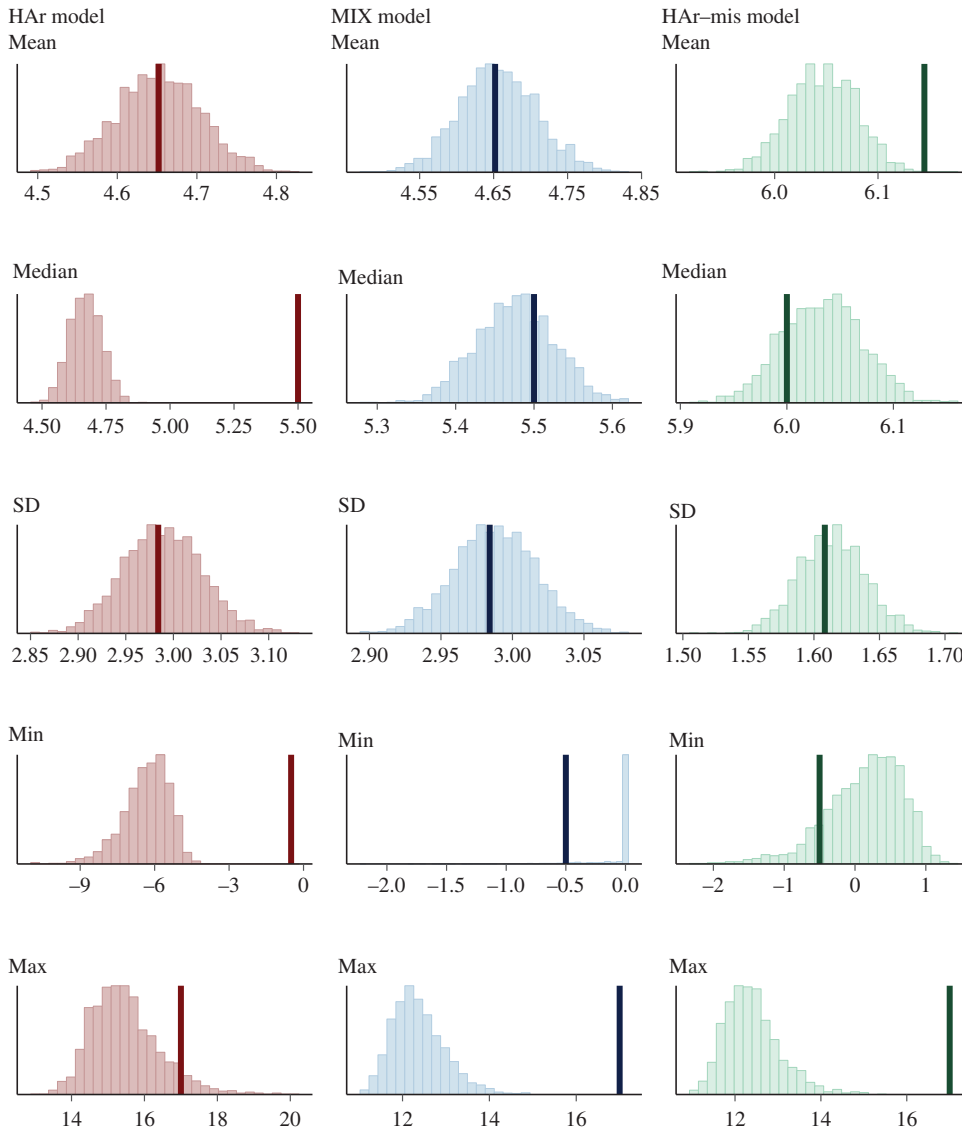 HAr model MIX model HAr–mis model
Mean Mean Mean
4.5 4.6 4.7 4.8 4.55 4.65 4.75 4.85 6.0 6.1
Median Median Median
4.50 4.75 5.00 5.25 5.50 5.3 5.4 5.5 5.6 5.9 6.0 6.1
SD SD SD
2.85 2.90 2.95 3.00 3.05 3.10 2.90 2.95 3.00 3.05 1.50 1.55 1.60 1.65 1.70
Min Min Min
–9 –6 –3 0 –2.0 –1.5 –1.0 –0.5 0.0 –2 –1 0 1
Max Max Max
14 16 18 20 12 14 16 12 14 16